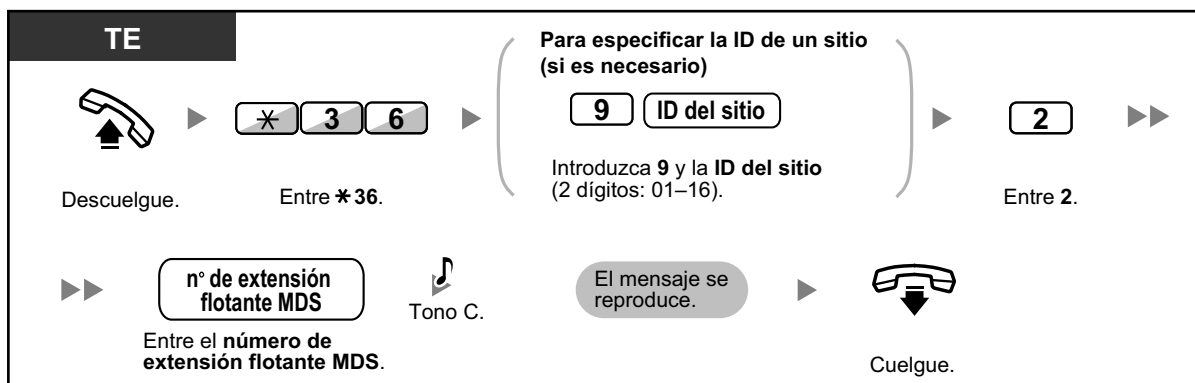 TE
Para especificar la ID de un sitio
(si es necesario)
9 ID del sitio
Introduzca 9 y la ID del sitio
(2 dígitos: 01–16).
Descuelgue.
* 3 6
Entre * 36.
2
Entre 2.
n° de extensión
flotante MDS
Entre el número de
extensión flotante MDS.
Tono C.
El mensaje se
reproduce.
Cuelgue.